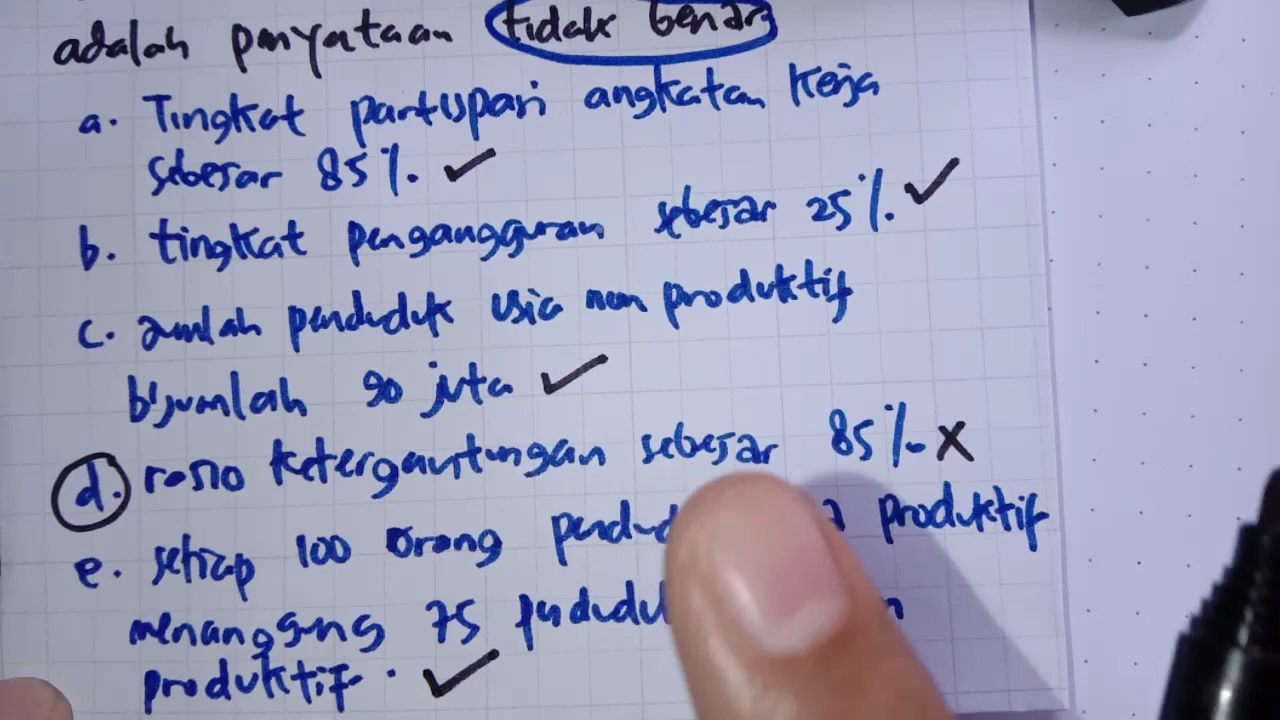 adalah pernyataan tidak benar
a. Tingkat partisipasi angkatan kerja
sebesar 85%. ✓
b. tingkat pengangguran sebesar 25%. ✓
c. Jumlah penduduk usia non produktif
b'jumlah 90 juta ✓
d. rasio ketergantungan sebesar 85%. x
e. setiap 100 orang produktif
menanggung 75
produktif. ✓